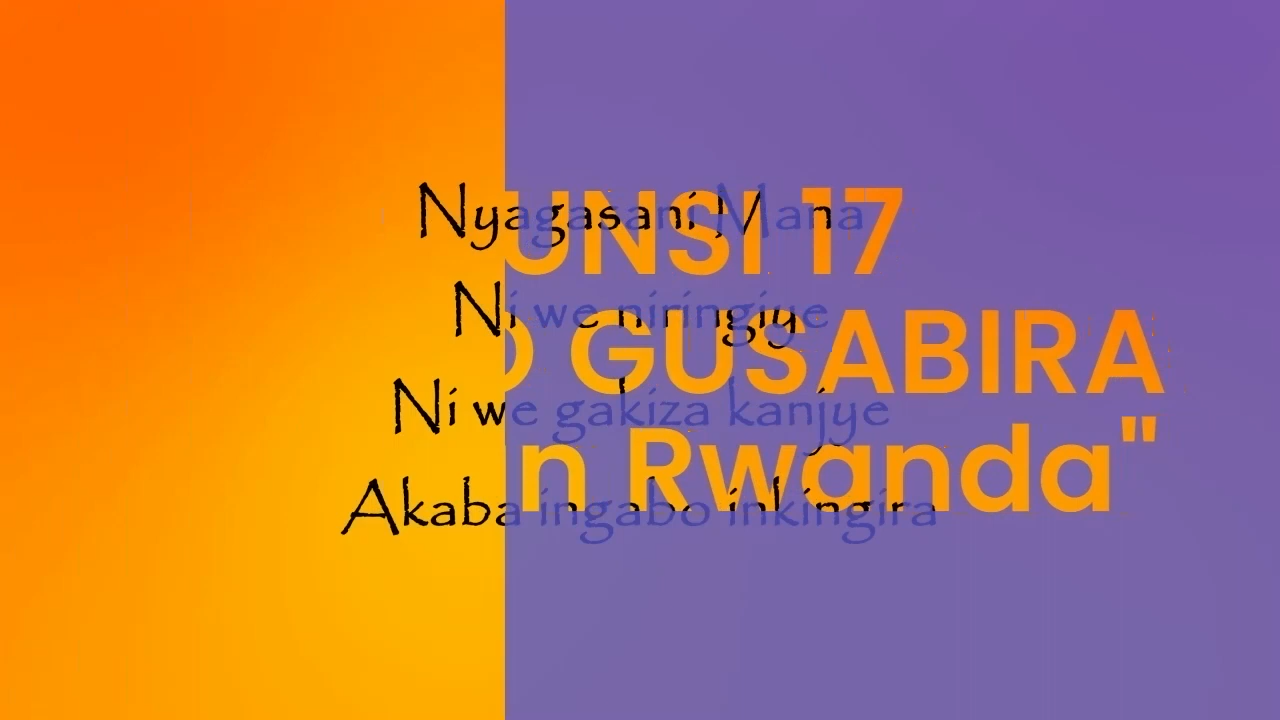 Nyagasani Mana
UNSI 17
Ni we niringiye
O GUSABIRA
Ni we gakiza kanjye
n Rwanda"
Akaba ingabo inkingira